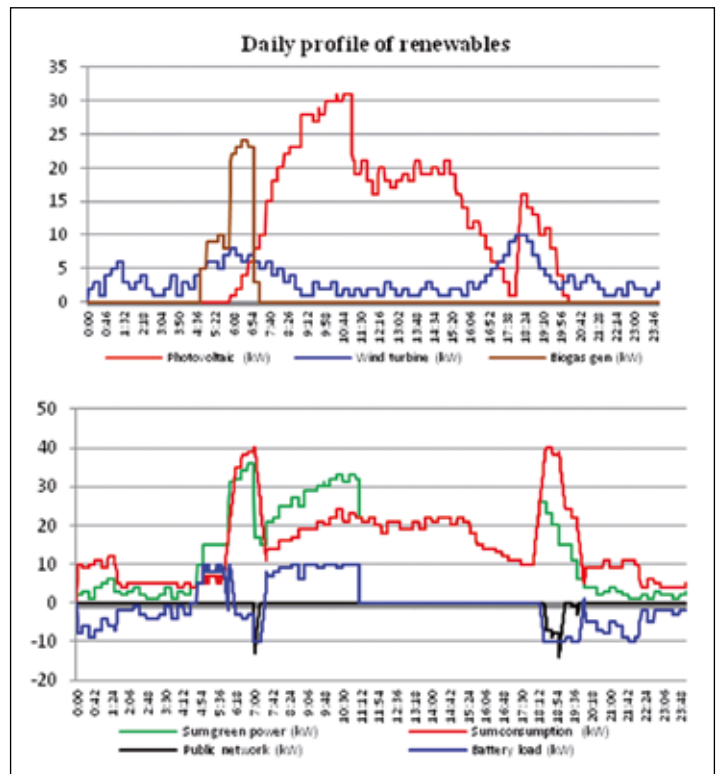 Daily profile of renewables
35
30
25
20
15
10
5
0
0:00 0:46 1:32 2:18 3:04 3:50 4:36 5:22 6:08 6:54 7:40 8:26 9:12 9:58 10:44 11:30 12:16 13:02 13:48 14:34 15:20 16:06 16:52 17:38 18:24 19:10 19:56 20:42 21:28 22:14 23:00 23:46
Photovoltaic (kW) Wind turbine (kW) Biogas gen (kW)
50
40
30
20
10
0
-10
-20
0:00 0:42 1:24 2:06 2:48 3:30 4:12 4:54 5:36 6:18 7:00 7:42 8:24 9:06 9:48 10:30 11:12 11:54 12:36 13:18 14:00 14:42 15:24 16:06 16:48 17:30 18:12 18:54 19:36 20:18 21:00 21:42 22:24 23:06 23:48
Sum green power (kW) Sum consumption (kW)
Public network (kW) Battery load (kW)